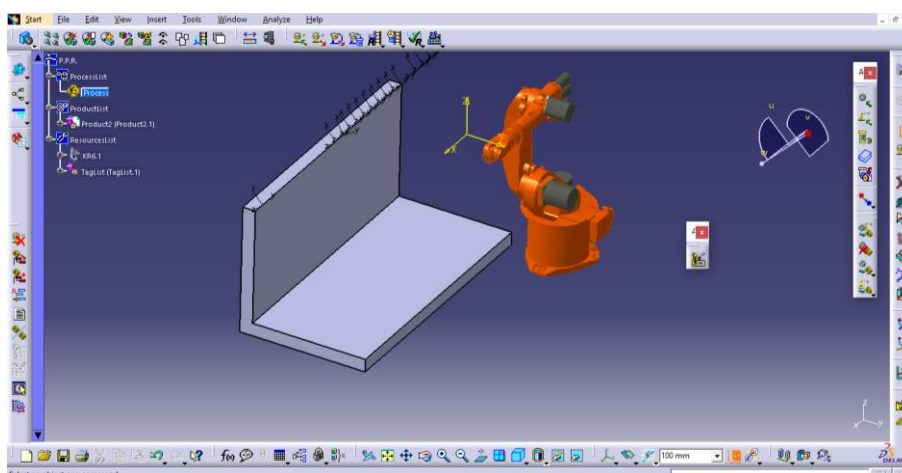 Start File Edit View Insert Tools Window Analyze Help
P.P.R.
ProcessList
Process
ProductList
Product2 (Product2.1)
ResourcesList
KR6.1
TagList (TagList.1)
A
A
u
v
z
x
y
z
x
y
f(x)
100 mm